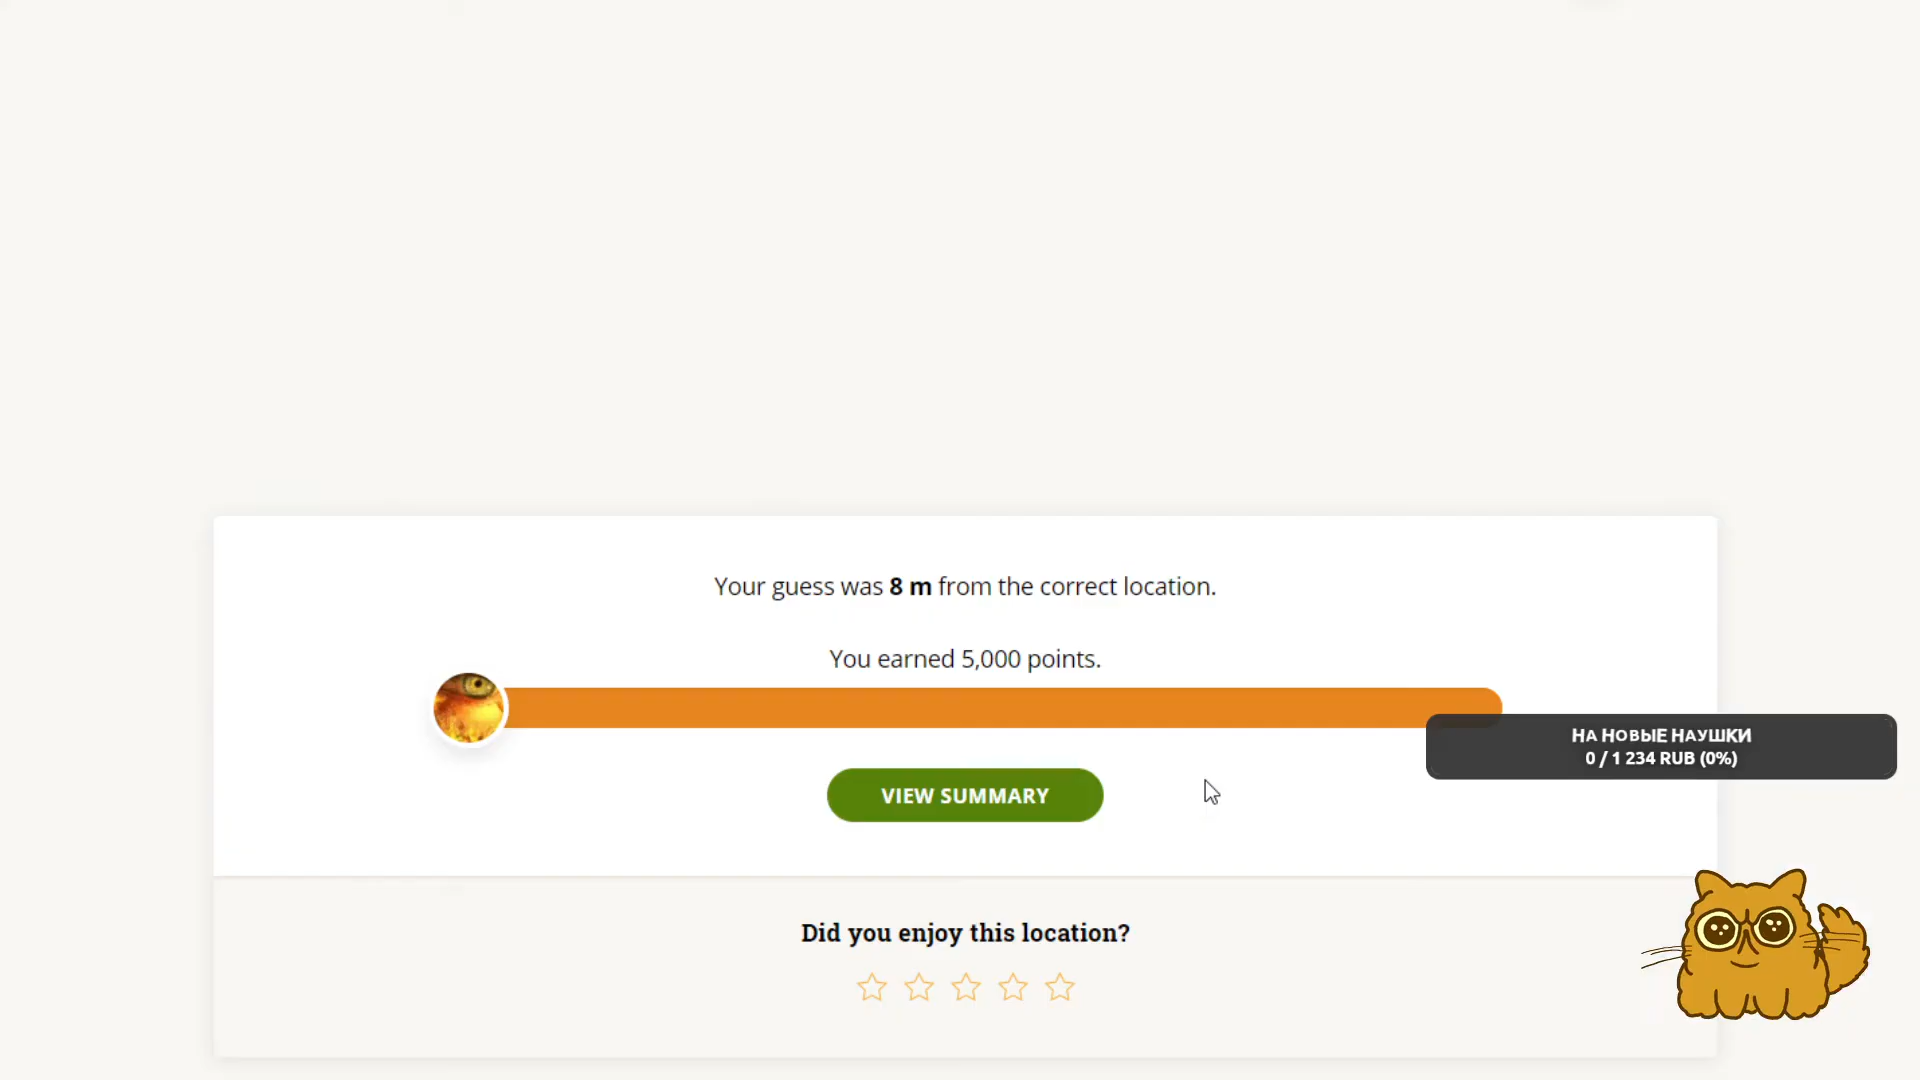 Your guess was 8 m from the correct location.
You earned 5,000 points.
НА НОВЫЕ НАУШКИ
0 / 1 234 RUB (0%)
VIEW SUMMARY
Did you enjoy this location?